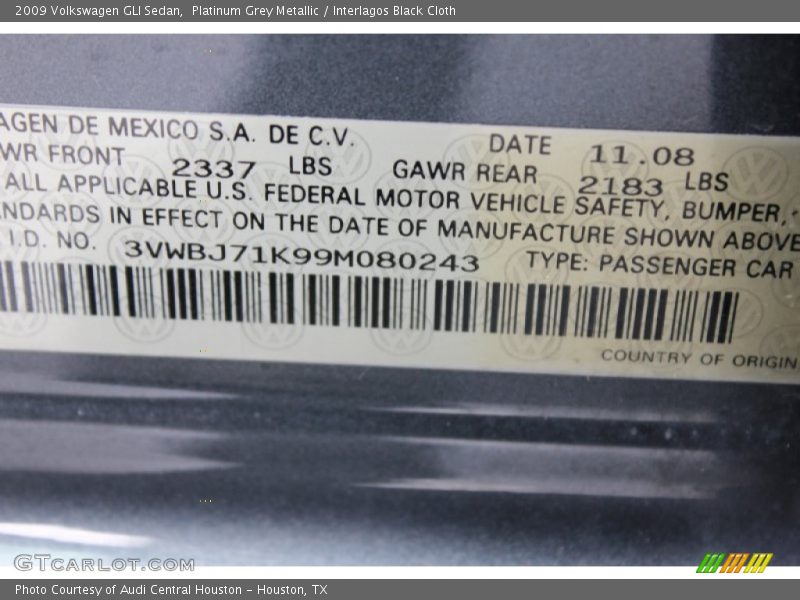 2009 Volkswagen GLI Sedan, Platinum Grey Metallic / Interlagos Black Cloth
AGEN DE MEXICO S.A. DE C.V. DATE 11.08
WR FRONT 2337 LBS GAWR REAR 2183 LBS
ALL APPLICABLE U.S. FEDERAL MOTOR VEHICLE SAFETY, BUMPER,
NDARDS IN EFFECT ON THE DATE OF MANUFACTURE SHOWN ABOVE
I.D. NO. 3VWBJ71K99M080243 TYPE: PASSENGER CAR
COUNTRY OF ORIGIN
GTCARLOT.COM
Photo Courtesy of Audi Central Houston - Houston, TX